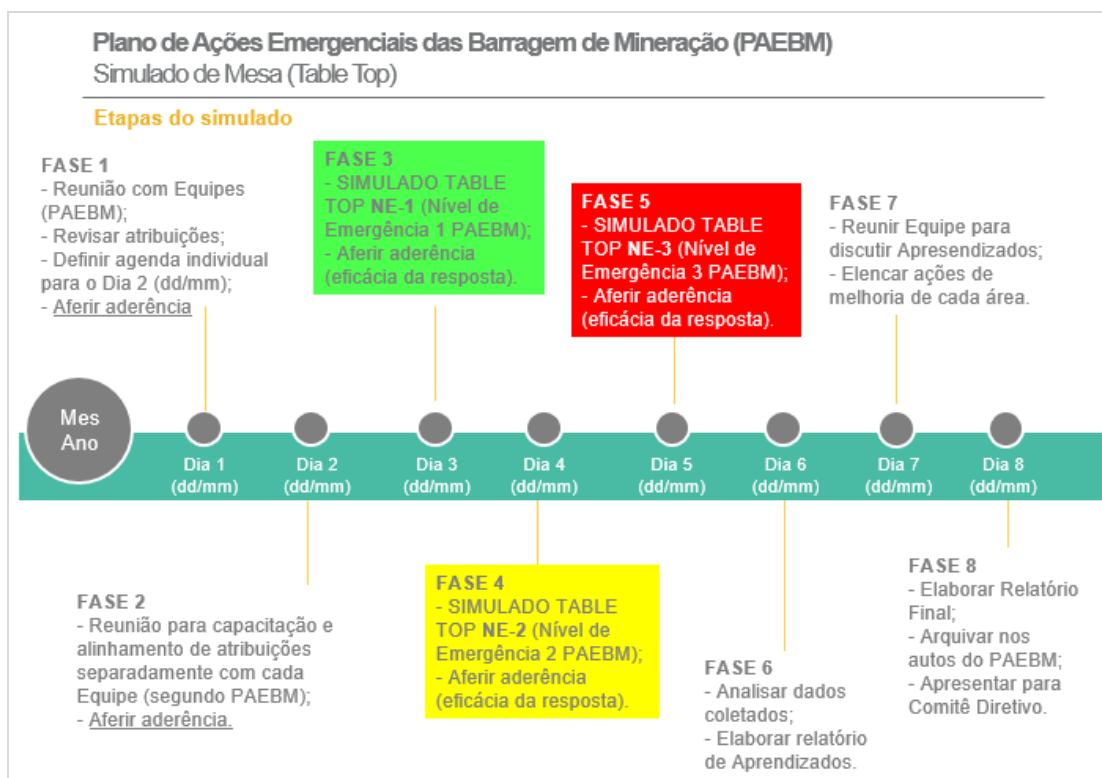 Plano de Ações Emergenciais das Barragem de Mineração (PAEBM)
Simulado de Mesa (Table Top)
Etapas do simulado
FASE 1
- Reunião com Equipes
(PAEBM);
- Revisar atribuições;
- Definir agenda individual
para o Dia 2 (dd/mm);
- Aferir aderência
FASE 3
- SIMULADO TABLE
TOP NE-1 (Nível de
Emergência 1 PAEBM);
- Aferir aderência
(eficácia da resposta).
FASE 5
- SIMULADO TABLE
TOP NE-3 (Nível de
Emergência 3 PAEBM);
- Aferir aderência
(eficácia da resposta).
FASE 7
- Reunir Equipe para
discutir Apresendizados;
- Elencar ações de
melhoria de cada área.
Mes
Ano
Dia 1
(dd/mm)
Dia 2
(dd/mm)
Dia 3
(dd/mm)
Dia 4
(dd/mm)
Dia 5
(dd/mm)
Dia 6
(dd/mm)
Dia 7
(dd/mm)
Dia 8
(dd/mm)
FASE 2
- Reunião para capacitação e
alinhamento de atribuições
separadamente com cada
Equipe (segundo PAEBM);
- Aferir aderência.
FASE 4
- SIMULADO TABLE
TOP NE-2 (Nível de
Emergência 2 PAEBM);
- Aferir aderência
(eficácia da resposta).
FASE 6
- Analisar dados
coletados;
- Elaborar relatório
de Aprendizados.
FASE 8
- Elaborar Relatório
Final;
- Arquivar nos
autos do PAEBM;
- Apresentar para
Comitê Diretivo.